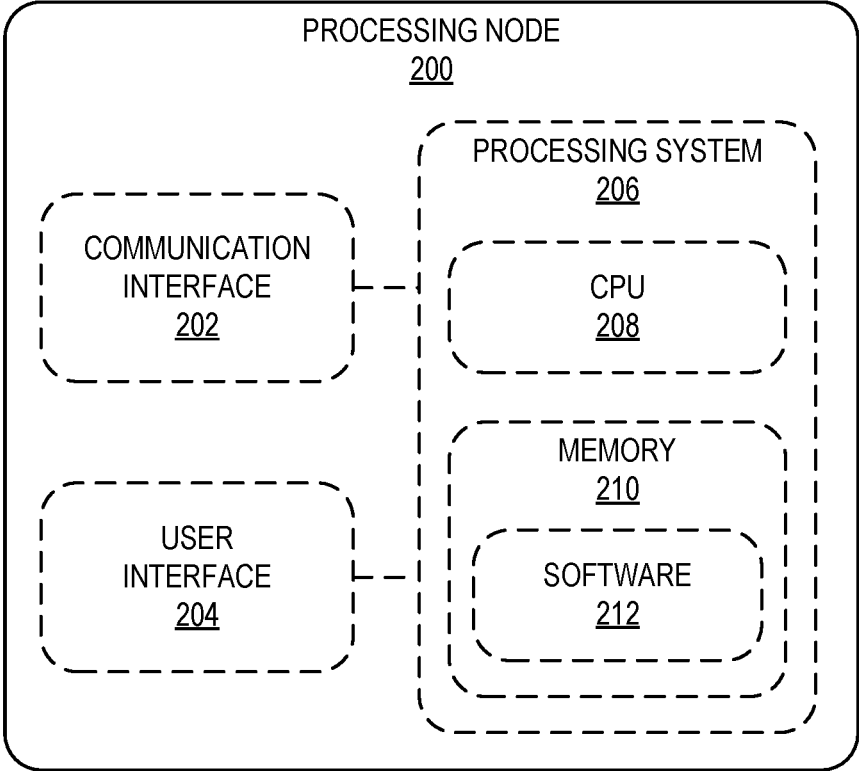 PROCESSING NODE
200
COMMUNICATION
INTERFACE
202
USER
INTERFACE
204
PROCESSING SYSTEM
206
CPU
208
MEMORY
210
SOFTWARE
212